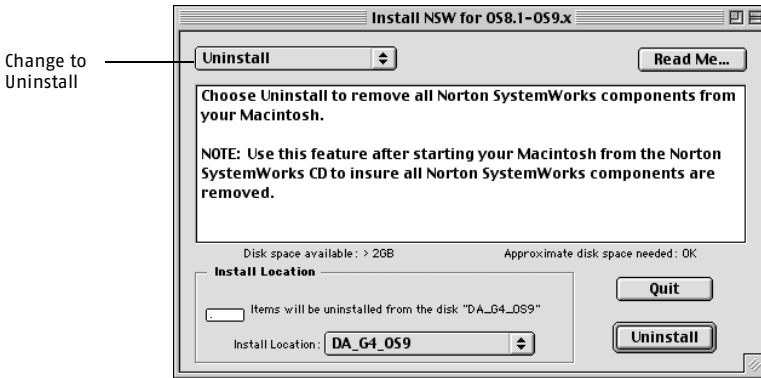 Install NSW for OS8.1-OS9.x
Change to
Uninstall
Uninstall
Read Me...
Choose Uninstall to remove all Norton SystemWorks components from
your Macintosh.
NOTE: Use this feature after starting your Macintosh from the Norton
SystemWorks CD to insure all Norton SystemWorks components are
removed.
Disk space available: > 2GB
Approximate disk space needed: OK
Install Location
Items will be uninstalled from the disk "DA_G4_OS9"
Install Location: DA_G4_OS9
Quit
Uninstall